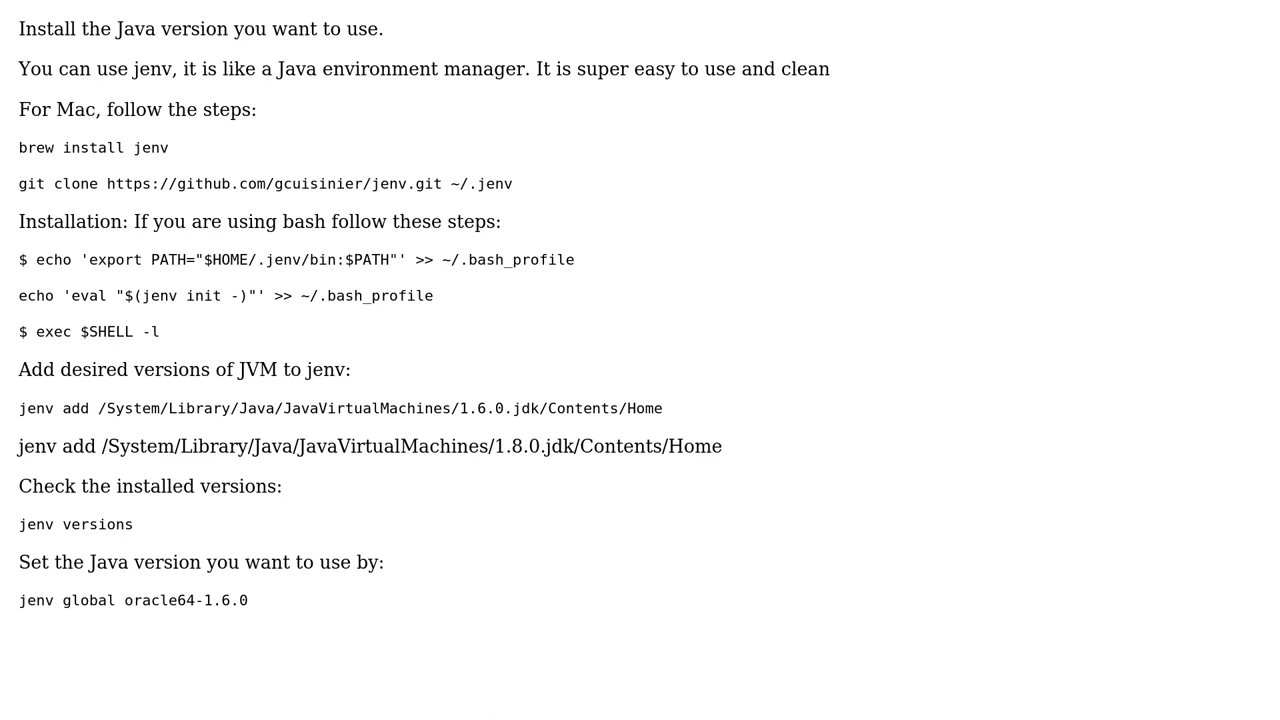 Install the Java version you want to use.
You can use jenv, it is like a Java environment manager. It is super easy to use and clean
For Mac, follow the steps:
brew install jenv
git clone https://github.com/gcuisinier/jenv.git ~/.jenv
Installation: If you are using bash follow these steps:
$ echo 'export PATH="$HOME/.jenv/bin:$PATH"' >> ~/.bash_profile
echo 'eval "$(jenv init -)"' >> ~/.bash_profile
$ exec $SHELL -l
Add desired versions of JVM to jenv:
jenv add /System/Library/Java/JavaVirtualMachines/1.6.0.jdk/Contents/Home
jenv add /System/Library/Java/JavaVirtualMachines/1.8.0.jdk/Contents/Home
Check the installed versions:
jenv versions
Set the Java version you want to use by:
jenv global oracle64-1.6.0